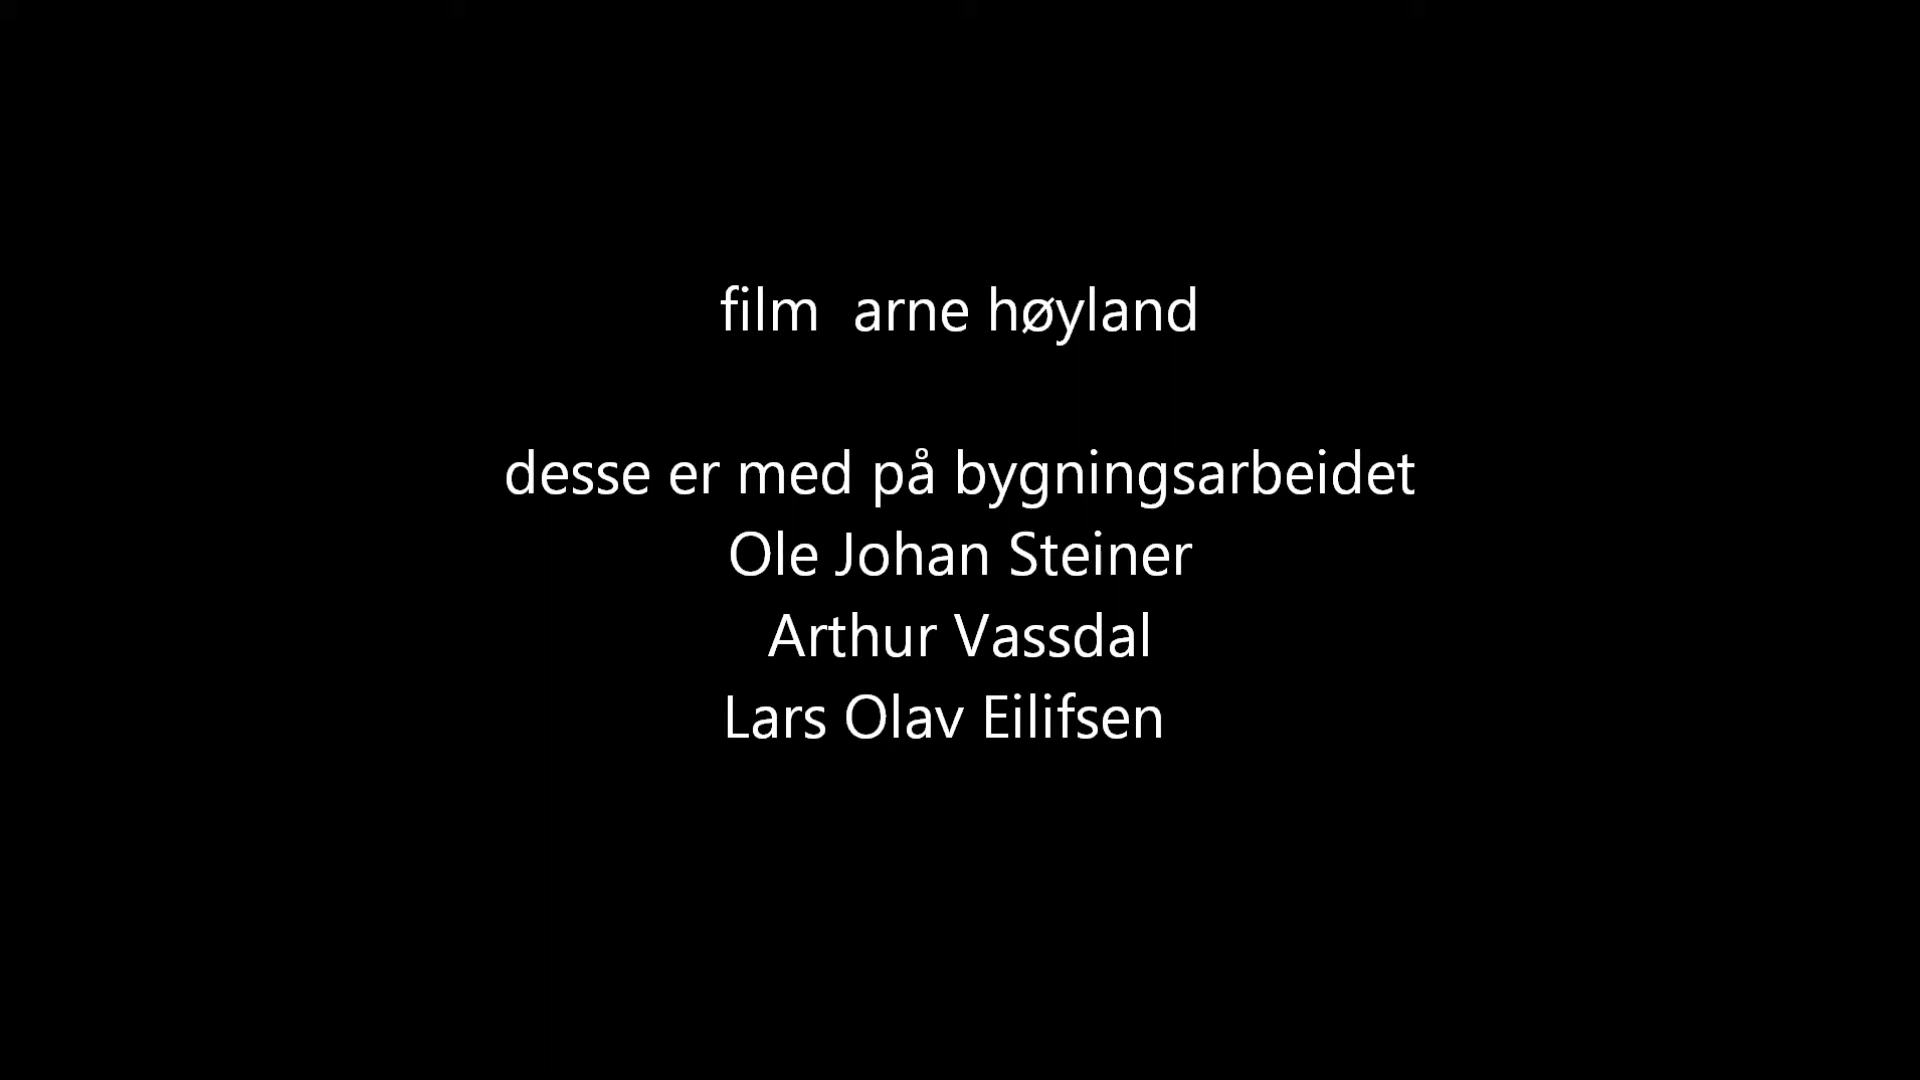 film  arne høyland
desse er med på bygningsarbeidet
Ole Johan Steiner
Arthur Vassdal
Lars Olav Eilifsen